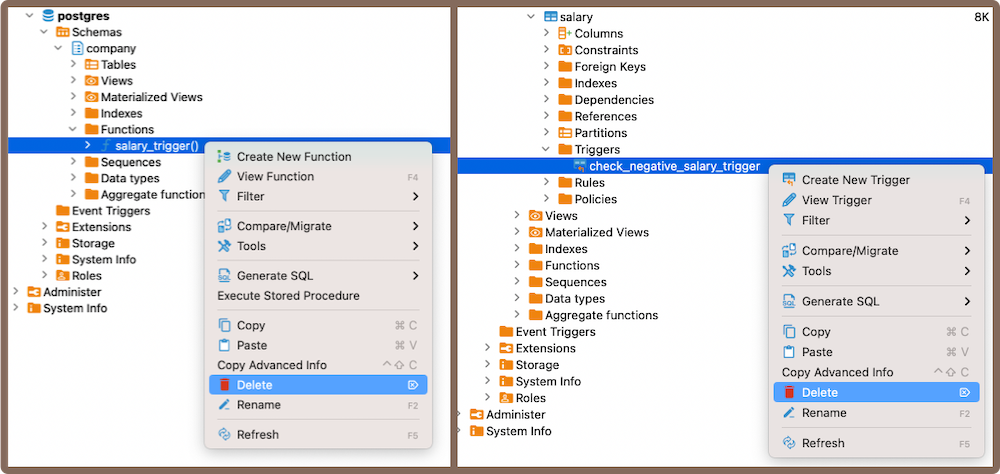 postgres
Schemas
company
Tables
Views
Materialized Views
Indexes
Functions
salary_trigger()
Sequences
Data types
Aggregate function
Event Triggers
Extensions
Storage
System Info
Roles
Administer
System Info
Create New Function
View Function F4
Filter
Compare/Migrate
Tools
Generate SQL
Execute Stored Procedure
Copy ⌘ C
Paste ⌘ V
Copy Advanced Info ^ ⇧ C
Delete ⌦
Rename F2
Refresh F5
salary 8K
Columns
Constraints
Foreign Keys
Indexes
Dependencies
References
Partitions
Triggers
check_negative_salary_trigger
Rules
Policies
Views
Materialized Views
Indexes
Functions
Sequences
Data types
Aggregate functions
Event Triggers
Extensions
Storage
System Info
Roles
Administer
System Info
Create New Trigger
View Trigger F4
Filter
Compare/Migrate
Tools
Generate SQL
Copy ⌘ C
Paste ⌘ V
Copy Advanced Info ^ ⇧ C
Delete ⌦
Rename F2
Refresh F5